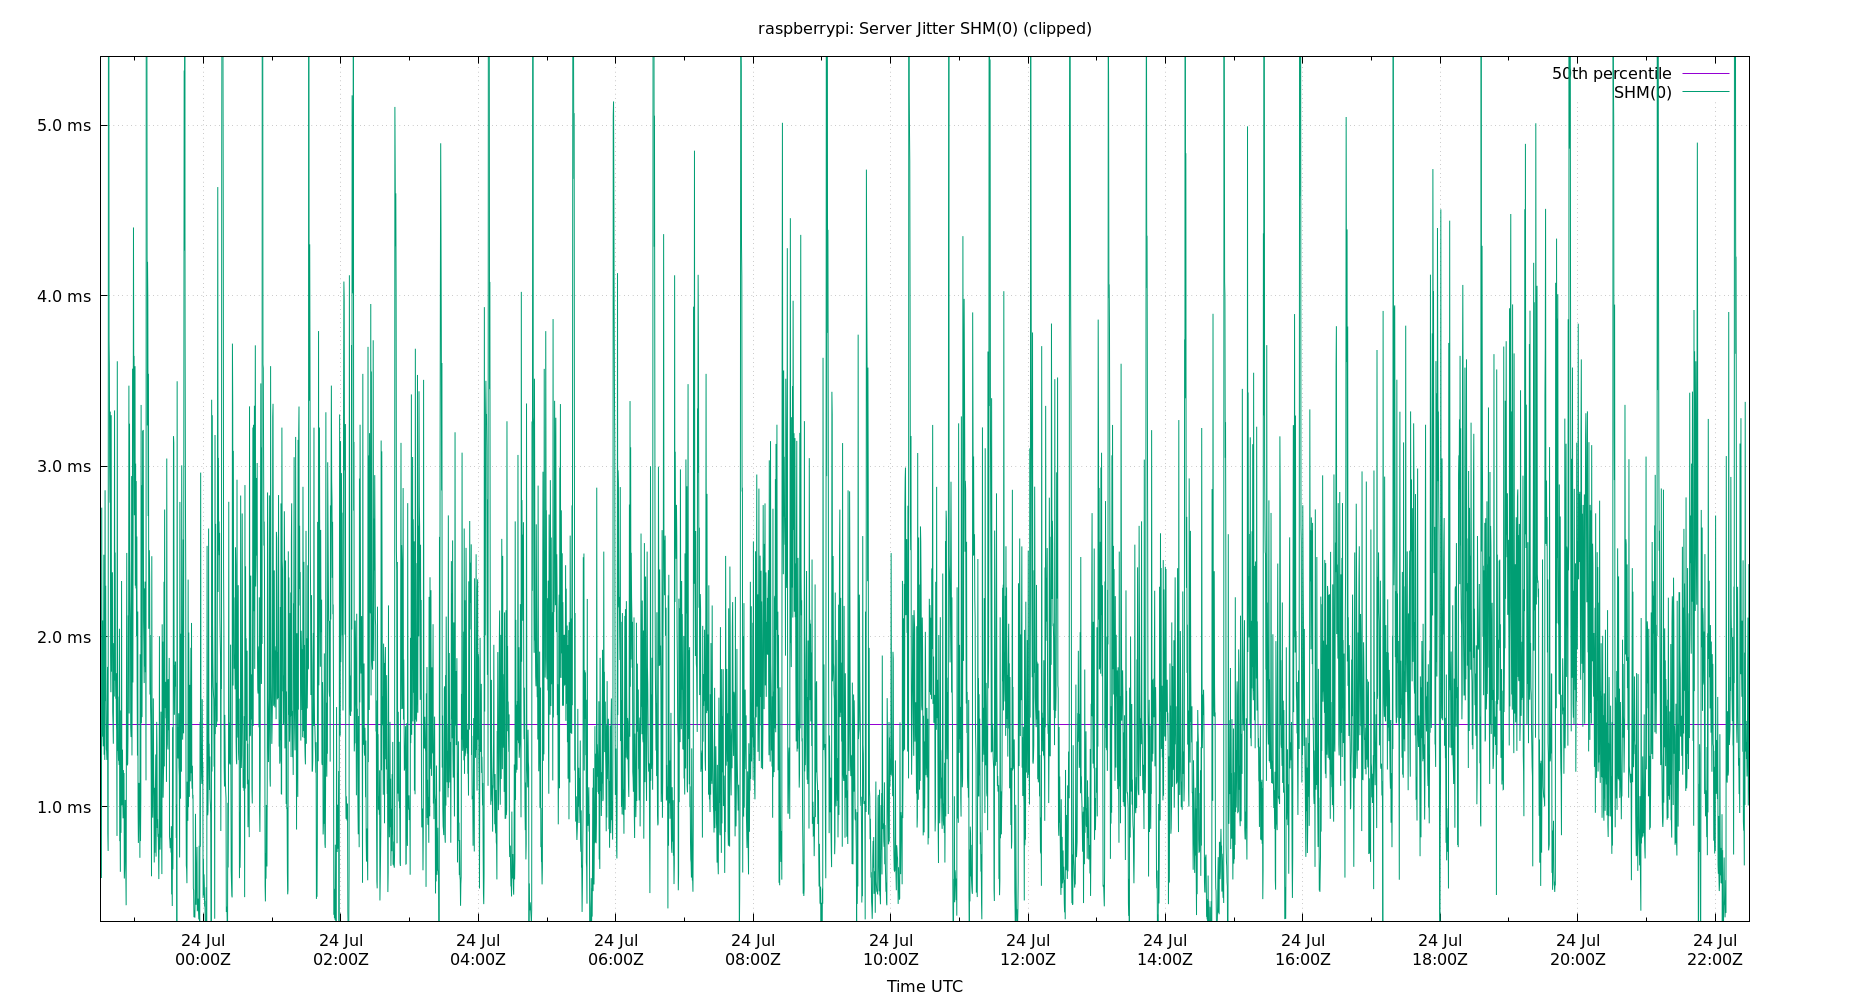 raspberrypi: Server Jitter SHM(0) (clipped)
50th percentile
SHM(0)
5.0 ms
4.0 ms
3.0 ms
2.0 ms
1.0 ms
24 Jul 24 Jul 24 Jul 24 Jul 24 Jul 24 Jul 24 Jul 24 Jul 24 Jul 24 Jul 24 Jul 24 Jul
00:00Z 02:00Z 04:00Z 06:00Z 08:00Z 10:00Z 12:00Z 14:00Z 16:00Z 18:00Z 20:00Z 22:00Z
Time UTC